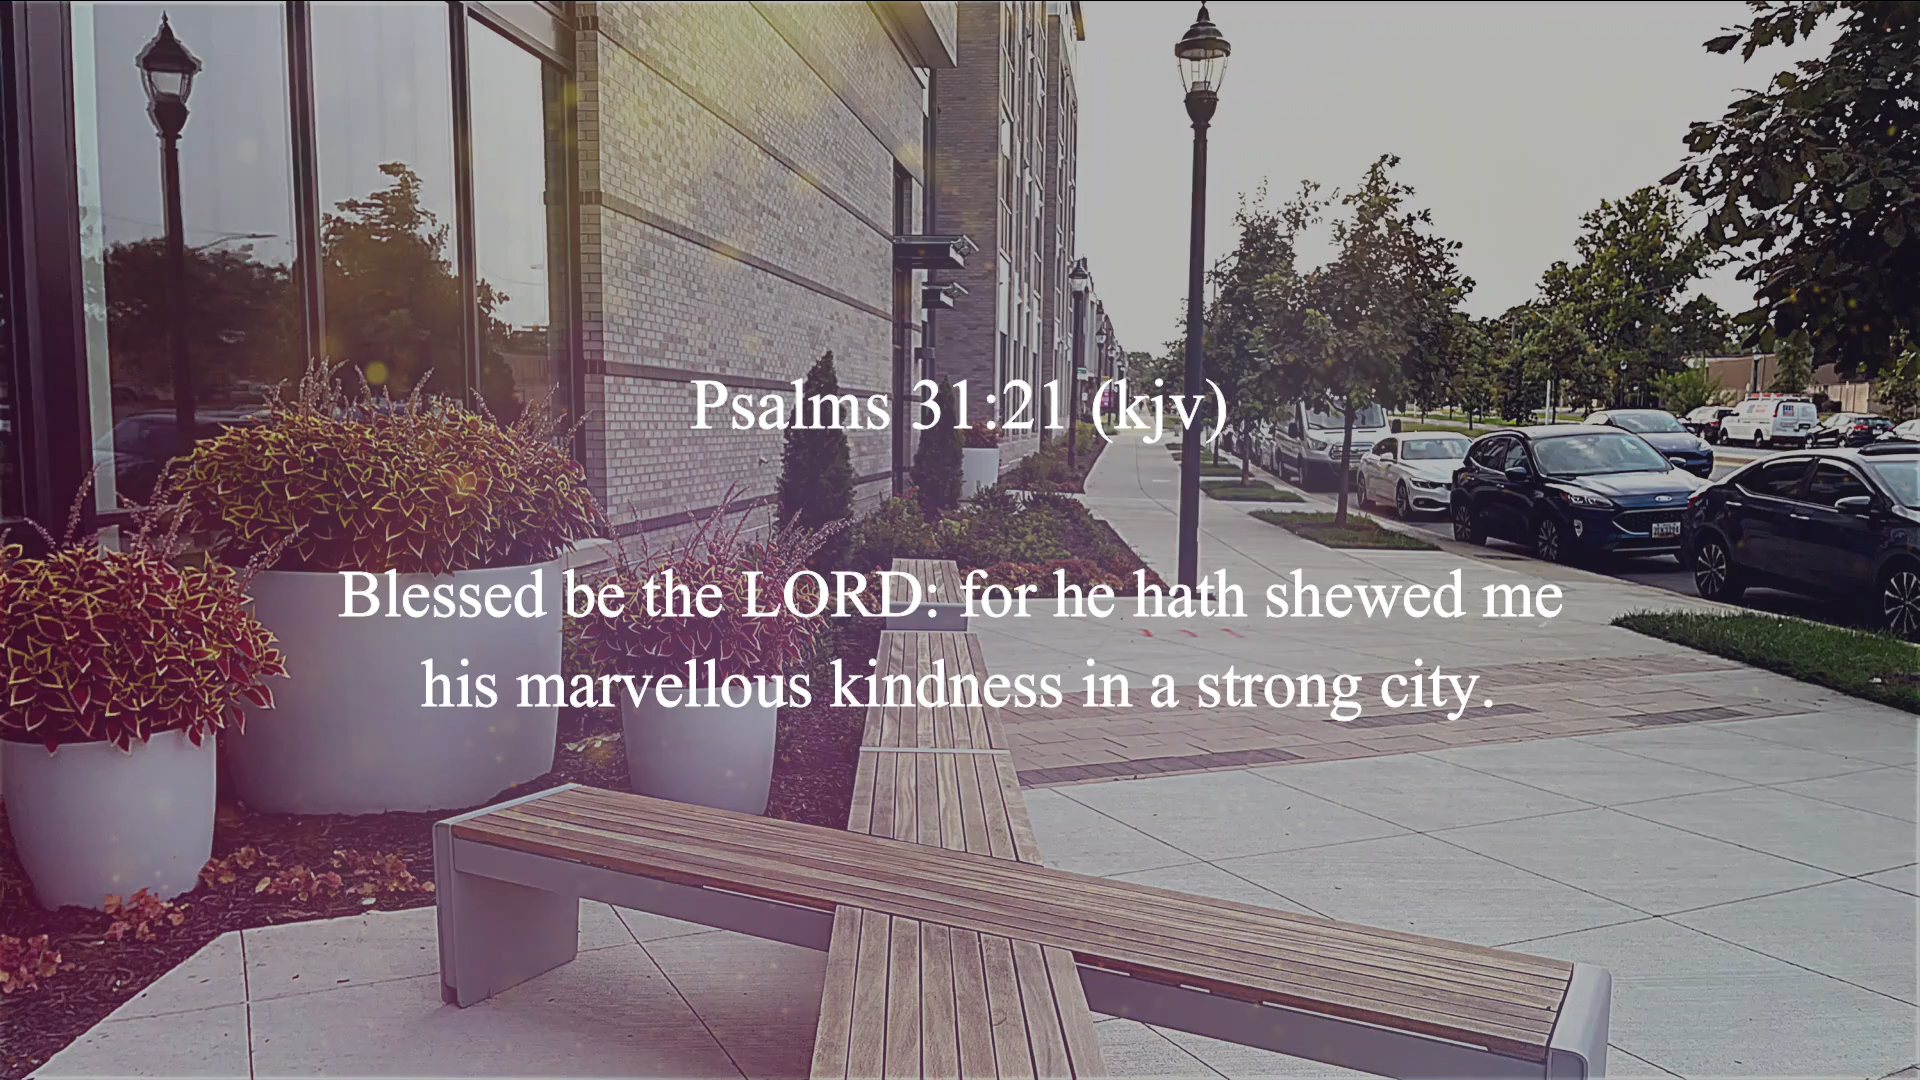 Psalms 31:21 (kjv)
Blessed be the LORD: for he hath shewed me
his marvellous kindness in a strong city.